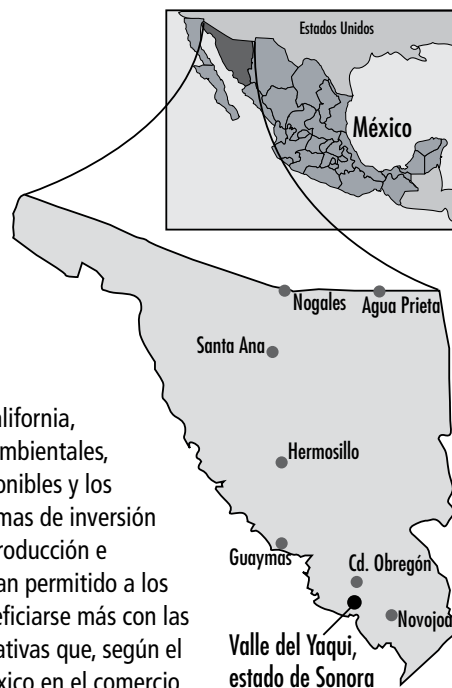 Estados Unidos
México
Nogales
Agua Prieta
Santa Ana
Hermosillo
Guaymas
Cd. Obregón
Novojoa
Valle del Yaqui,
estado de Sonora
alifornia,
mbientales,
onibles y los
mas de inversión
roducción e
an permitido a los
eficiarse más con las
ativas que, según el
xico en el comercio